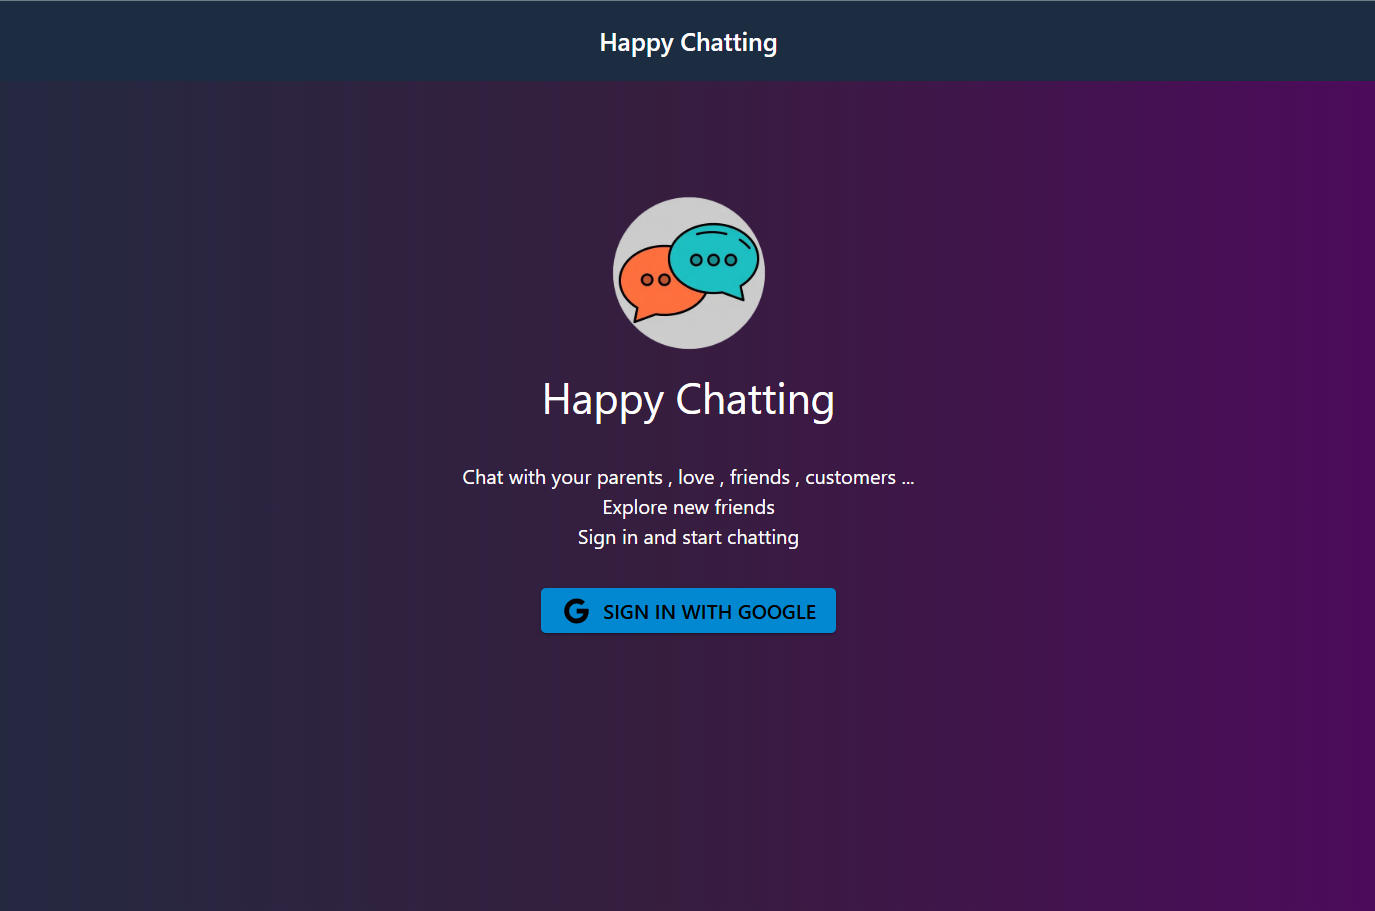 Happy Chatting
Happy Chatting
Chat with your parents , love , friends , customers ...
Explore new friends
Sign in and start chatting
G SIGN IN WITH GOOGLE